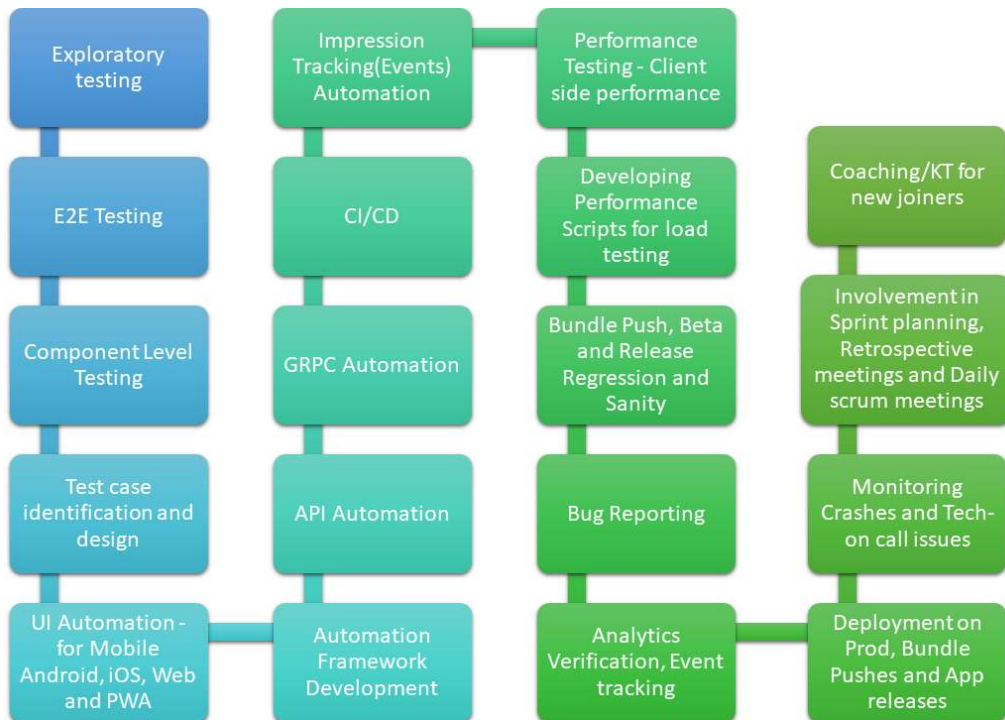 Exploratory
testing
E2E Testing
Component Level
Testing
Test case
identification and
design
UI Automation -
for Mobile
Android, iOS, Web
and PWA
Automation
Framework
Development
API Automation
GRPC Automation
CI/CD
Impression
Tracking(Events)
Automation
Performance
Testing - Client
side performance
Developing
Performance
Scripts for load
testing
Bundle Push, Beta
and Release
Regression and
Sanity
Bug Reporting
Analytics
Verification, Event
tracking
Deployment on
Prod, Bundle
Pushes and App
releases
Monitoring
Crashes and Tech-
on call issues
Involvement in
Sprint planning,
Retrospective
meetings and Daily
scrum meetings
Coaching/KT for
new joiners